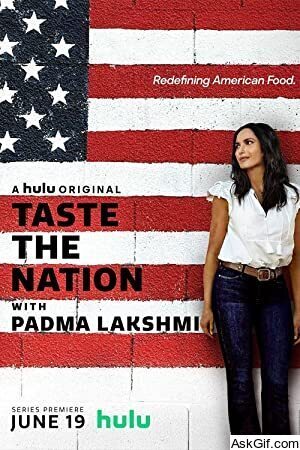 Redefining American Food.
A hulu ORIGINAL
TASTE
THE
NATION
WITH
PADMA LAKSHMI
SERIES PREMIERE
JUNE 19 hulu
AskGif.com